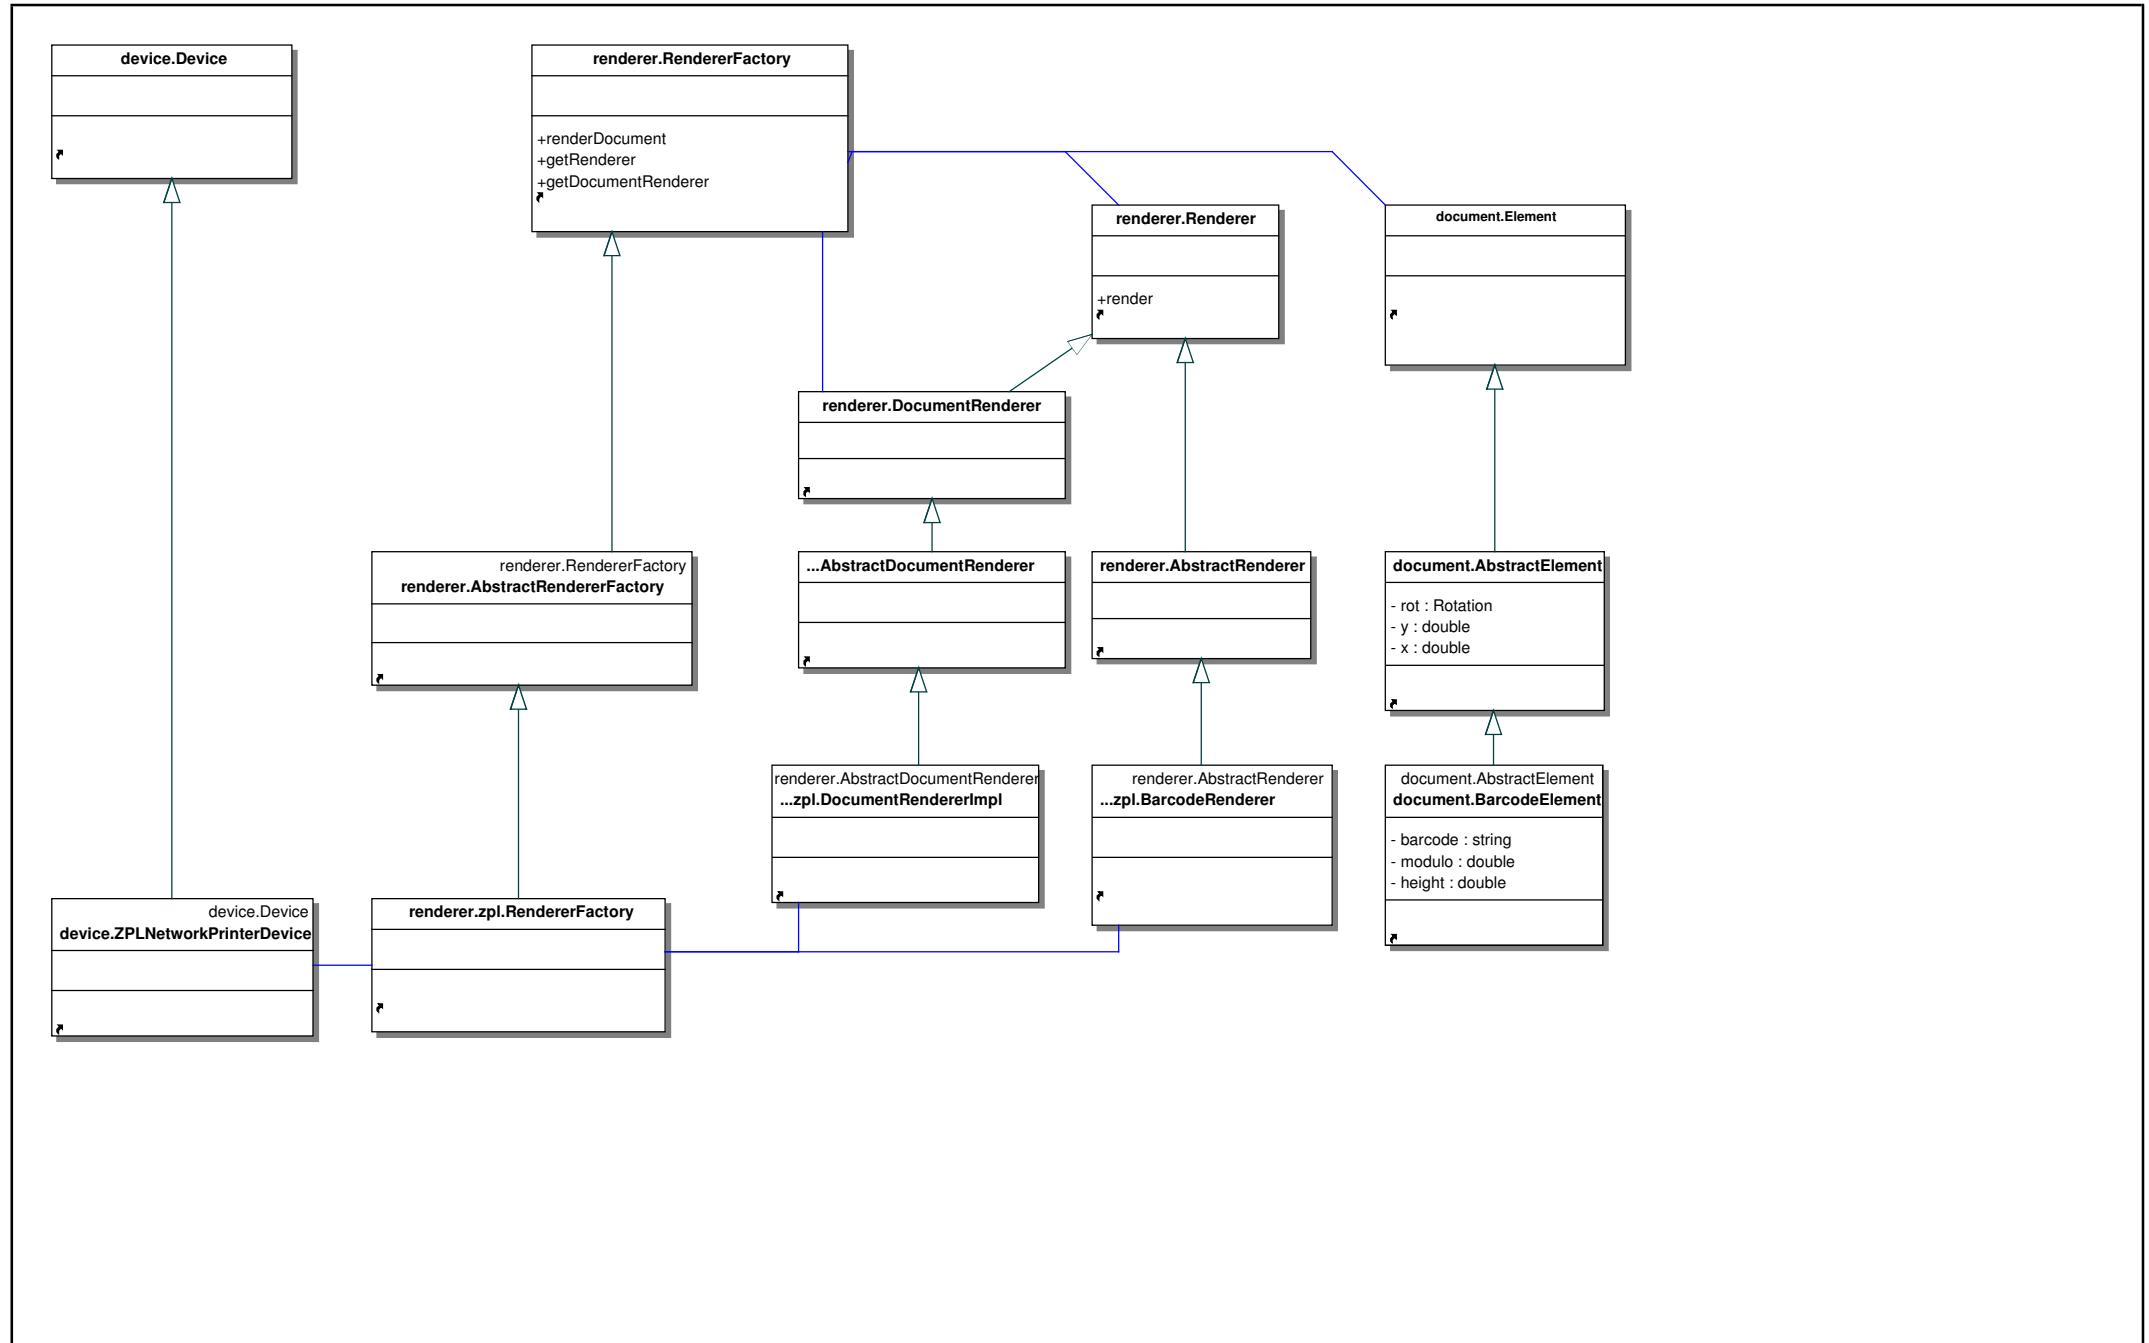 device.Device
renderer.RendererFactory
+renderDocument
+getRenderer
+getDocumentRenderer
renderer.Renderer
+render
document.Element
renderer.DocumentRenderer
renderer.RendererFactory
renderer.AbstractRendererFactory
...AbstractDocumentRenderer
renderer.AbstractRenderer
document.AbstractElement
- rot : Rotation
- y : double
- x : double
renderer.AbstractDocumentRenderer
...zpl.DocumentRendererImpl
renderer.AbstractRenderer
...zpl.BarcodeRenderer
document.AbstractElement
document.BarcodeElement
- barcode : string
- modulo : double
- height : double
device.Device
device.ZPLNetworkPrinterDevice
renderer.zpl.RendererFactory